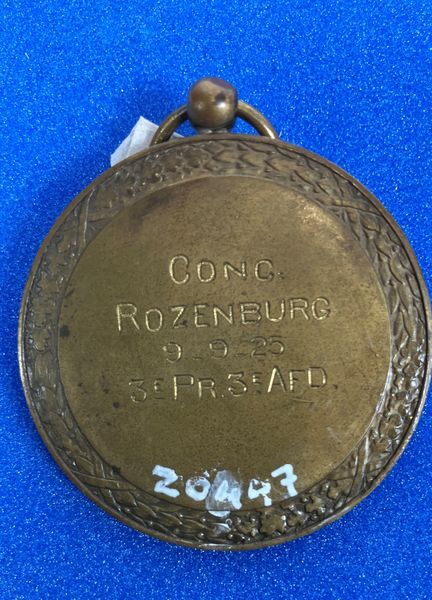 CONC.
ROZENBURG
9-9-25
3E PR. 3E AFD.
20447